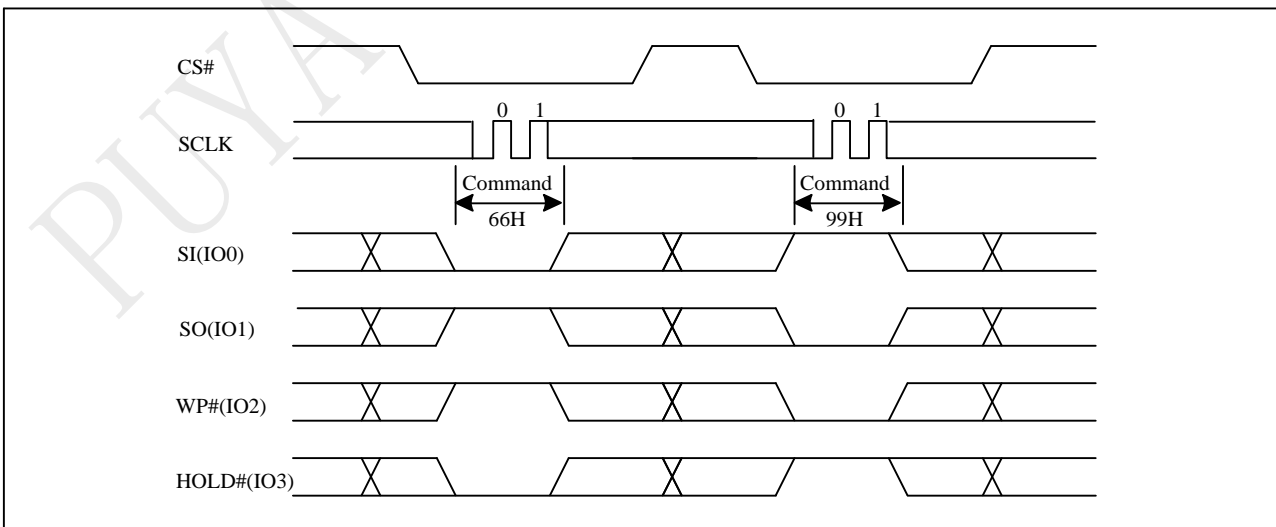 PUYA
CS#
0 1 0 1
SCLK
Command Command
66H 99H
SI(IO0)
SO(IO1)
WP#(IO2)
HOLD#(IO3)